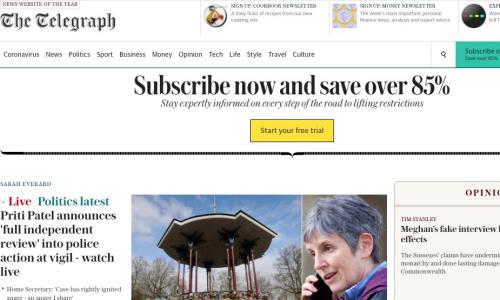 NEWS WEBSITE OF THE YEAR
The Telegraph
SIGN UP: COOKBOOK NEWSLETTER
A tasty feast of recipes from our new
cooking site
SIGN UP: MONEY NEWSLETTER
The week's most important personal
finance news, analysis and expert advice
Coronavirus News Politics Sport Business Money Opinion Tech Life Style Travel Culture
Subscribe n
Save over 85%
Subscribe now and save over 85%
Stay expertly informed on every step of the road to lifting restrictions
Start your free trial
SARAH EVERARD
Live Politics latest
Priti Patel announces
'full independent
review' into police
action at vigil - watch
live
Home Secretary: 'Case has rightly ignited
anger - an anger I share'
OPINIO
TIM STANLEY
Meghan's fake interview h
effects
The Sussexes' claims have undermin
monarchy and done lasting damage
Commonwealth